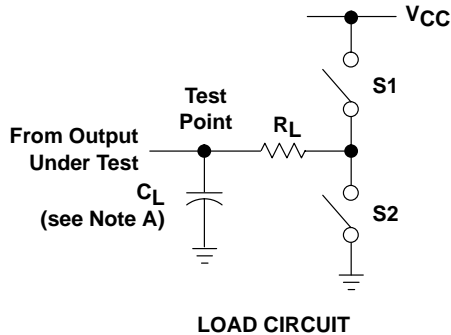 VCC
S1
Test
Point
RL
From Output
Under Test
CL
(see Note A)
S2
LOAD CIRCUIT